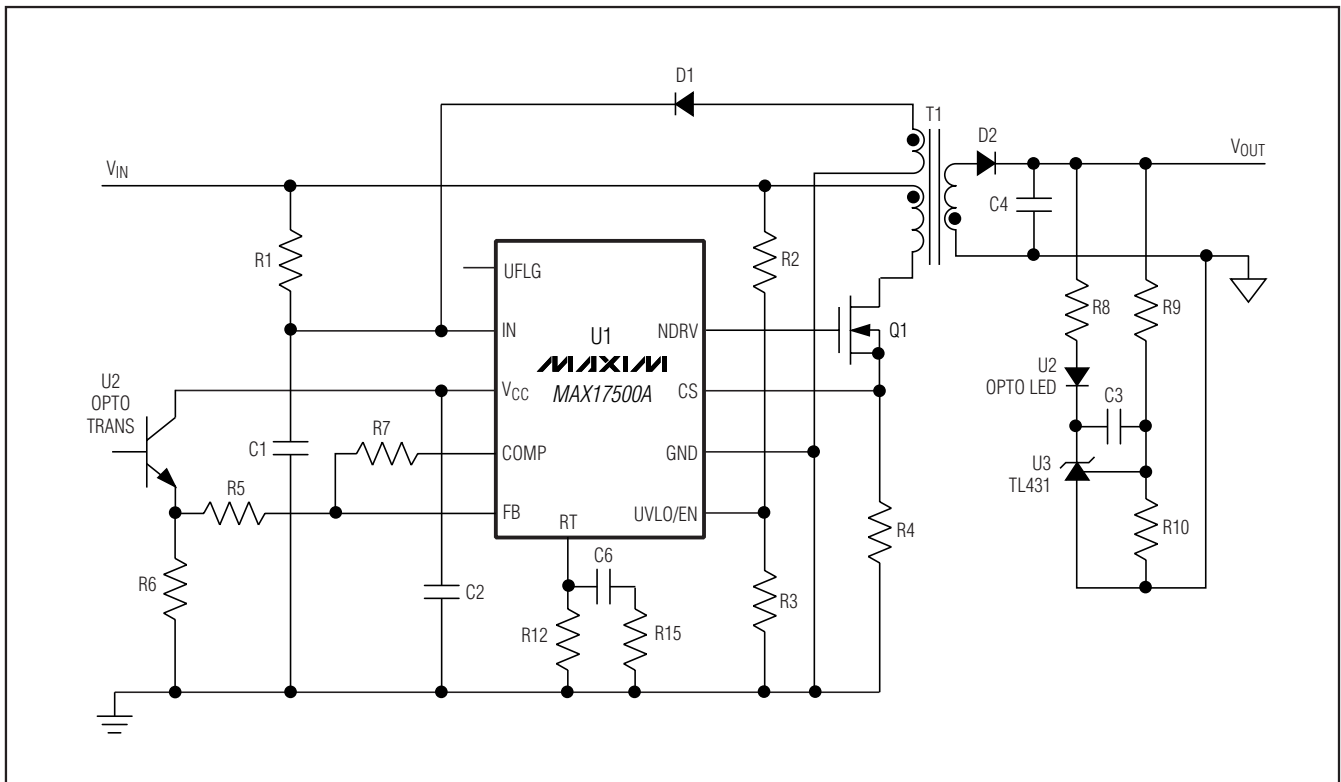 D1
T1
D2
VIN
VOUT
C4
R1
R2
UFLG
R8
R9
IN
U1
NDRV
Q1
MAXIM
U2
OPTO
TRANS
VCC
MAX17500A
CS
U2
OPTO LED
C3
C1
R7
COMP
GND
U3
TL431
R5
FB
RT
UVLO/EN
R4
R10
C6
R6
C2
R12
R15
R3